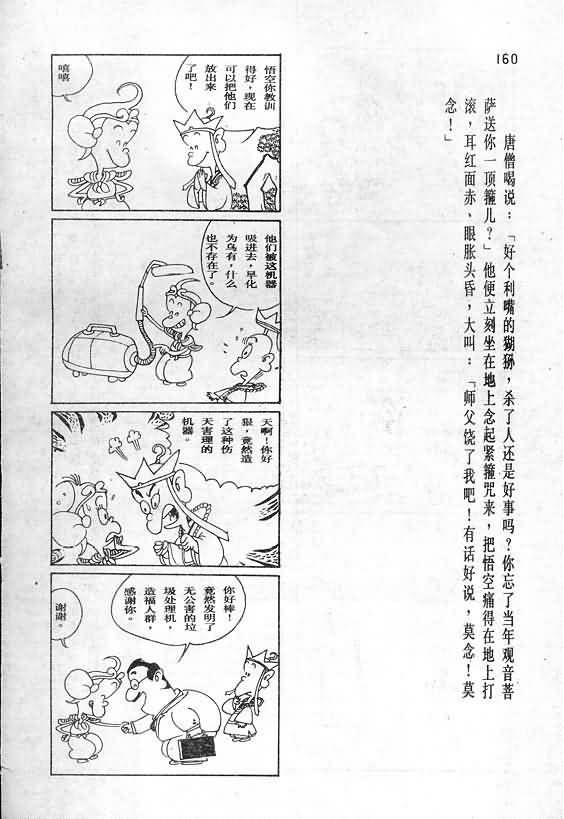 160
唐僧喝说：「好个利嘴的猢狲，杀了人还是好事吗？你忘了当年观音菩
萨送你一顶箍儿？」他便立刻坐在地上念起紧箍咒来，把悟空痛得在地上打
滚，耳红面赤、眼胀头昏，大叫：「师父饶了我吧！有话好说，莫念！莫
念！」
悟空你教训
得好，现在
可以把他们
放出来
了吧！
嘻嘻
他们被这机器
吸进去，早化
为乌有，什么
也不存在了。
天啊！你好
狠，竟然造
了这种伤
天害理的
机器。
你好棒！
竟然发明了
无公害的垃
圾处理机，
造福人群，
感谢你。
谢谢。